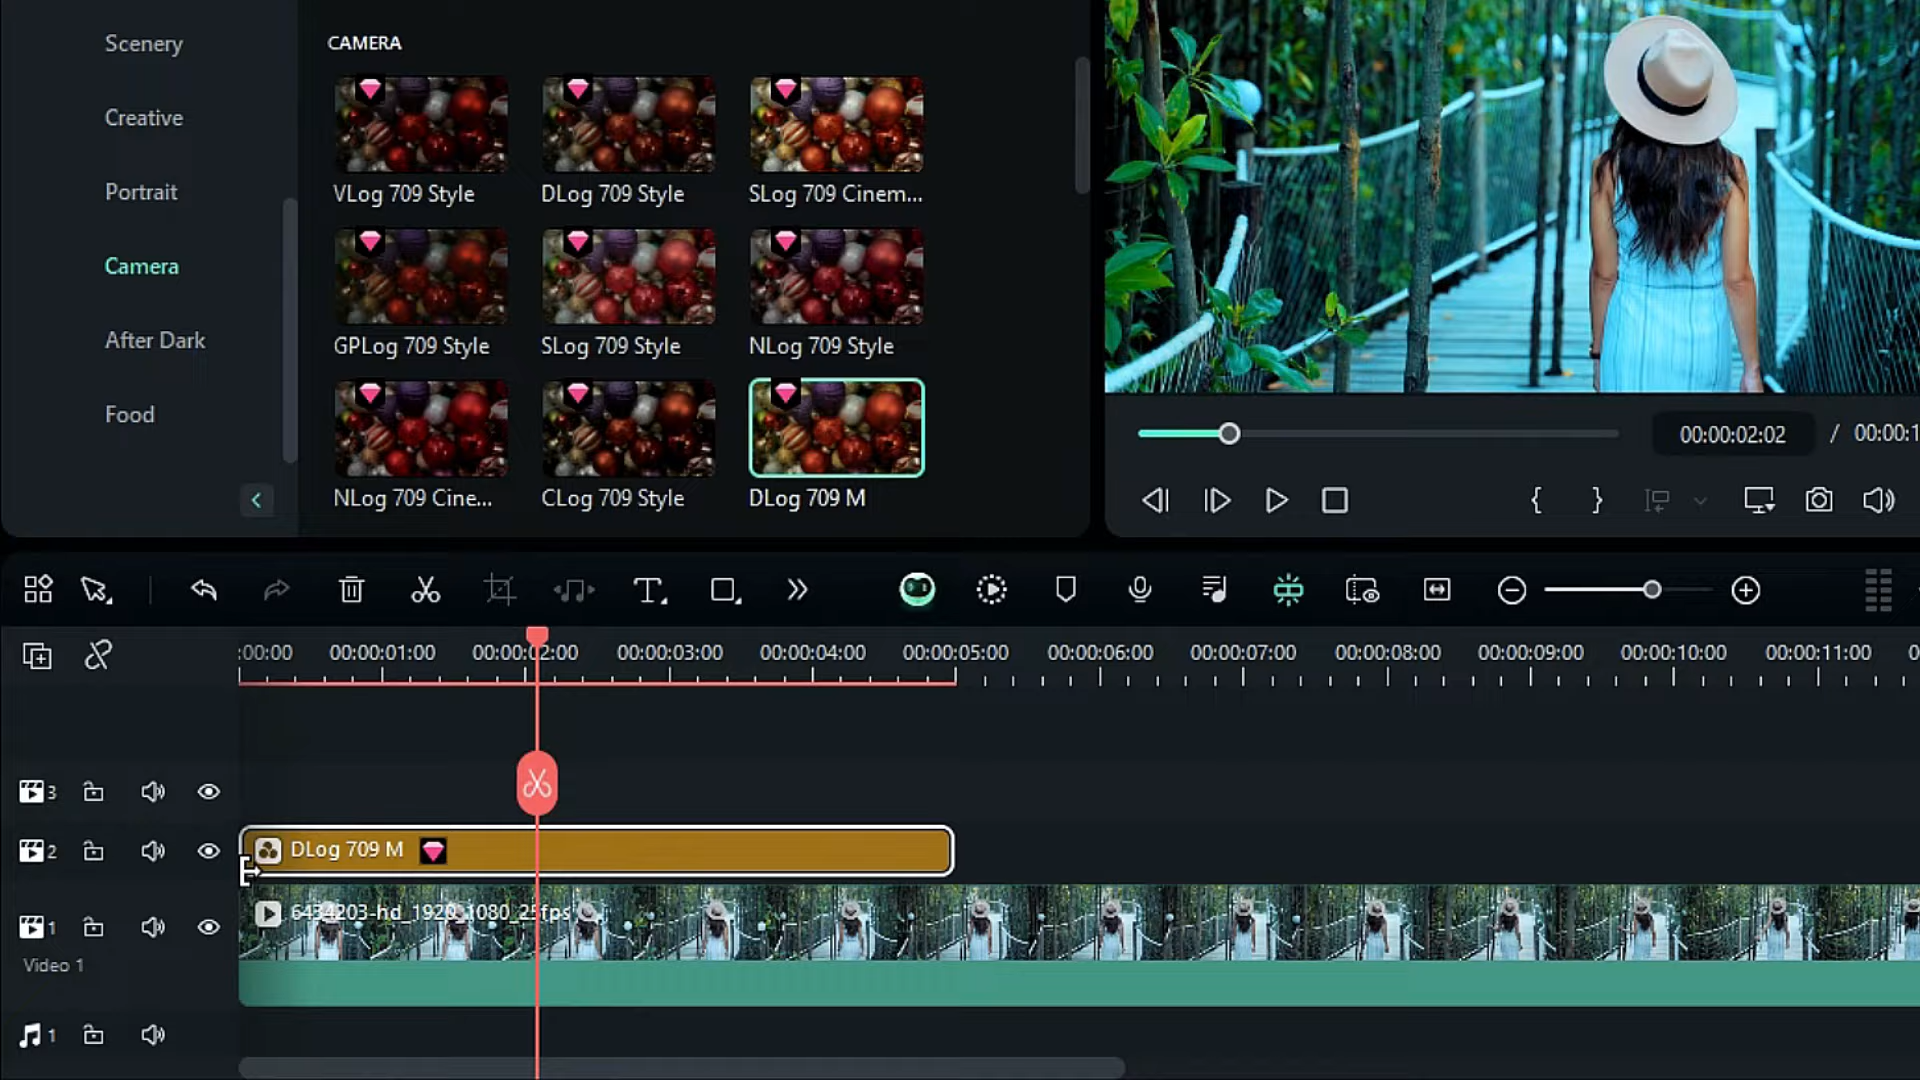 Scenery
Creative
Portrait
Camera
After Dark
Food
CAMERA
VLog 709 Style
DLog 709 Style
SLog 709 Cinem...
GPLog 709 Style
SLog 709 Style
NLog 709 Style
NLog 709 Cine...
CLog 709 Style
DLog 709 M
00:00:02:02 / 00:00:1
:00:00 00:00:01:00 00:00:02:00 00:00:03:00 00:00:04:00 00:00:05:00 00:00:06:00 00:00:07:00 00:00:08:00 00:00:09:00 00:00:10:00 00:00:11:00
3
2
DLog 709 M
1
6434203-hd_1920_1080_25fps
Video 1
1